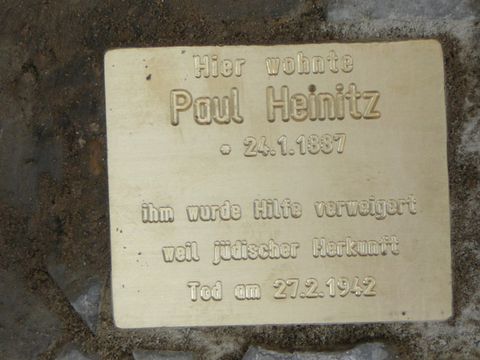 Hier wohnte
Paul Heinitz
* 24.1.1887
ihm wurde Hilfe verweigert
weil jüdischer Herkunft
Tod am 27.2.1942